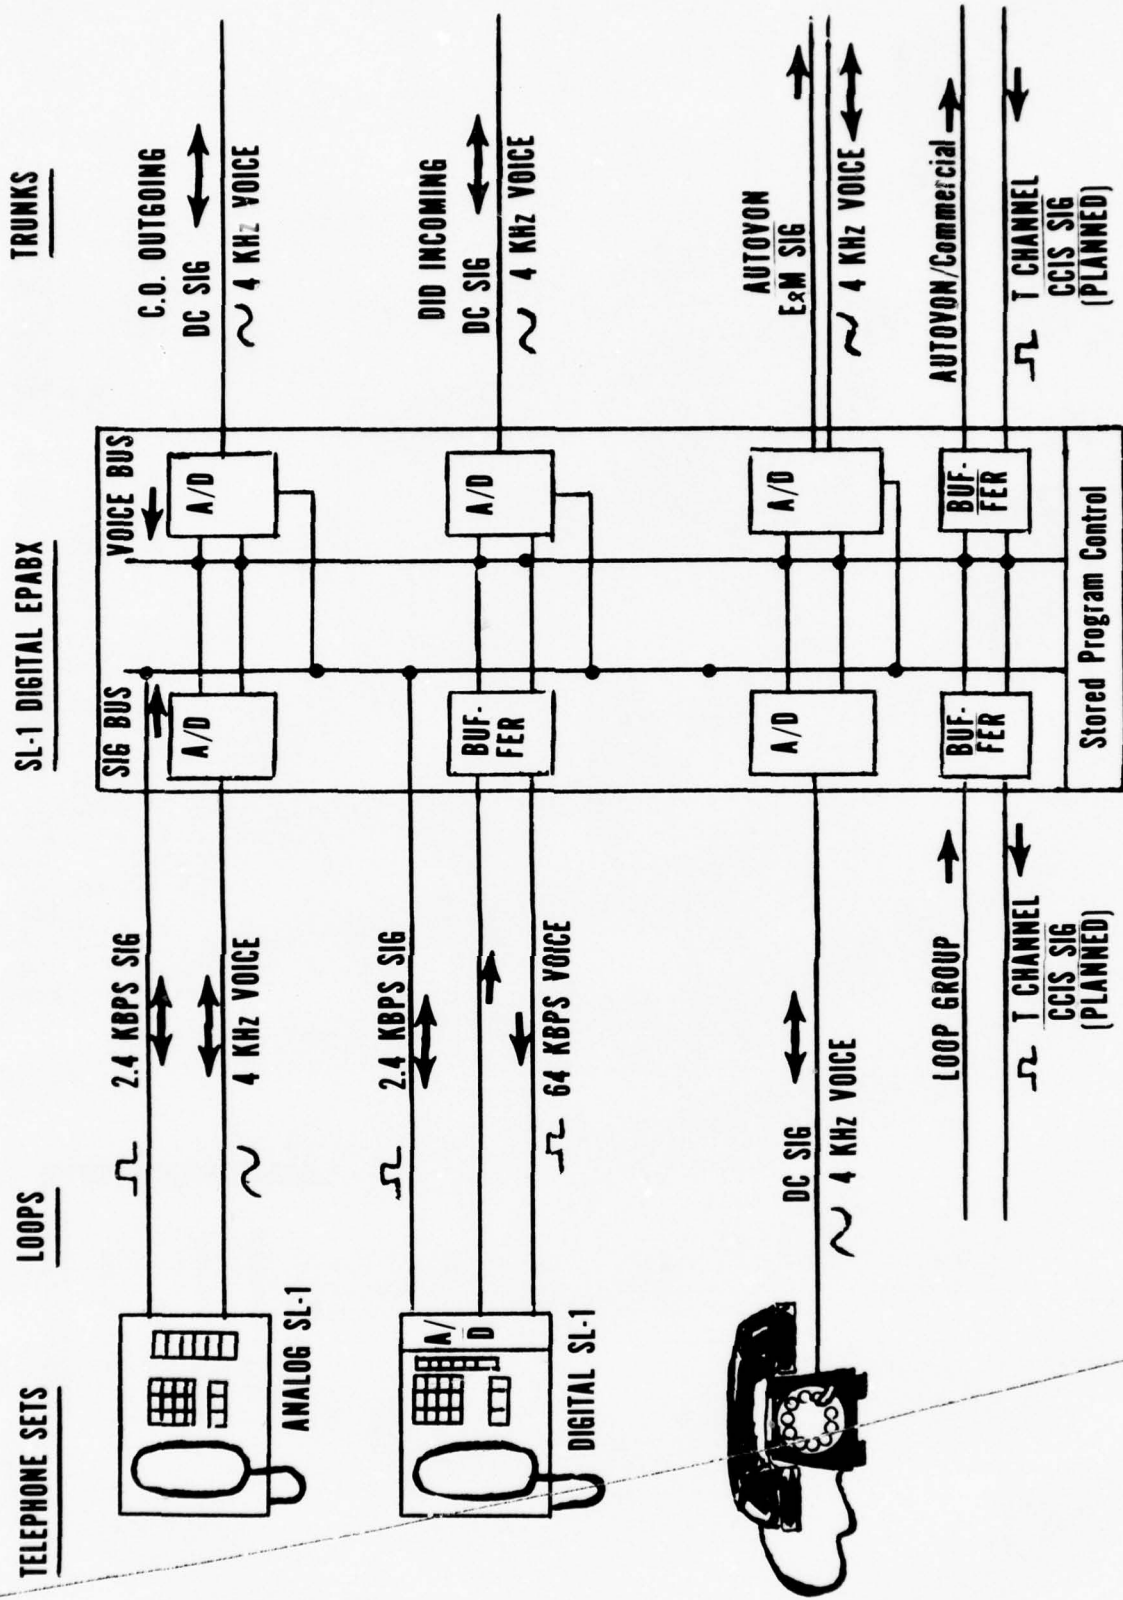 TELEPHONE SETS
LOOPS
SL-1 DIGITAL EPABX
TRUNKS
2.4 KBPS SIG
4 KHz VOICE
ANALOG SL-1
SIG BUS
VOICE BUS
A/D
A/D
C.O. OUTGOING
DC SIG
4 KHz VOICE
2.4 KBPS SIG
A/
D
64 KBPS VOICE
DIGITAL SL-1
BUF-
FER
A/D
DID INCOMING
DC SIG
4 KHz VOICE
DC SIG
4 KHz VOICE
A/D
A/D
AUTOVON
E&M SIG
4 KHz VOICE
LOOP GROUP
T CHANNEL
CCIS SIG
(PLANNED)
BUF-
FER
BUF-
FER
AUTOVON/Commercial
T CHANNEL
CCIS SIG
(PLANNED)
Stored Program Control